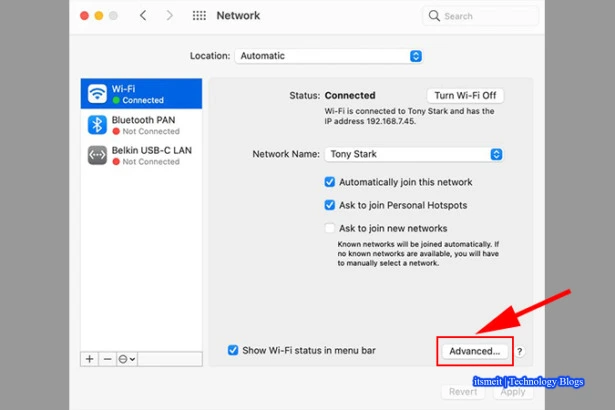 Network
Search
Location: Automatic
Wi-Fi
Connected
Bluetooth PAN
Not Connected
Belkin USB-C LAN
Not Connected
Status: Connected
Turn Wi-Fi Off
Wi-Fi is connected to Tony Stark and has the
IP address 192.168.7.45.
Network Name: Tony Stark
Automatically join this network
Ask to join Personal Hotspots
Ask to join new networks
Known networks will be joined automatically. If
no known networks are available, you will have
to manually select a network.
Show Wi-Fi status in menu bar
Advanced...
?
itsmeit | Technology Blogs
Revert
Apply